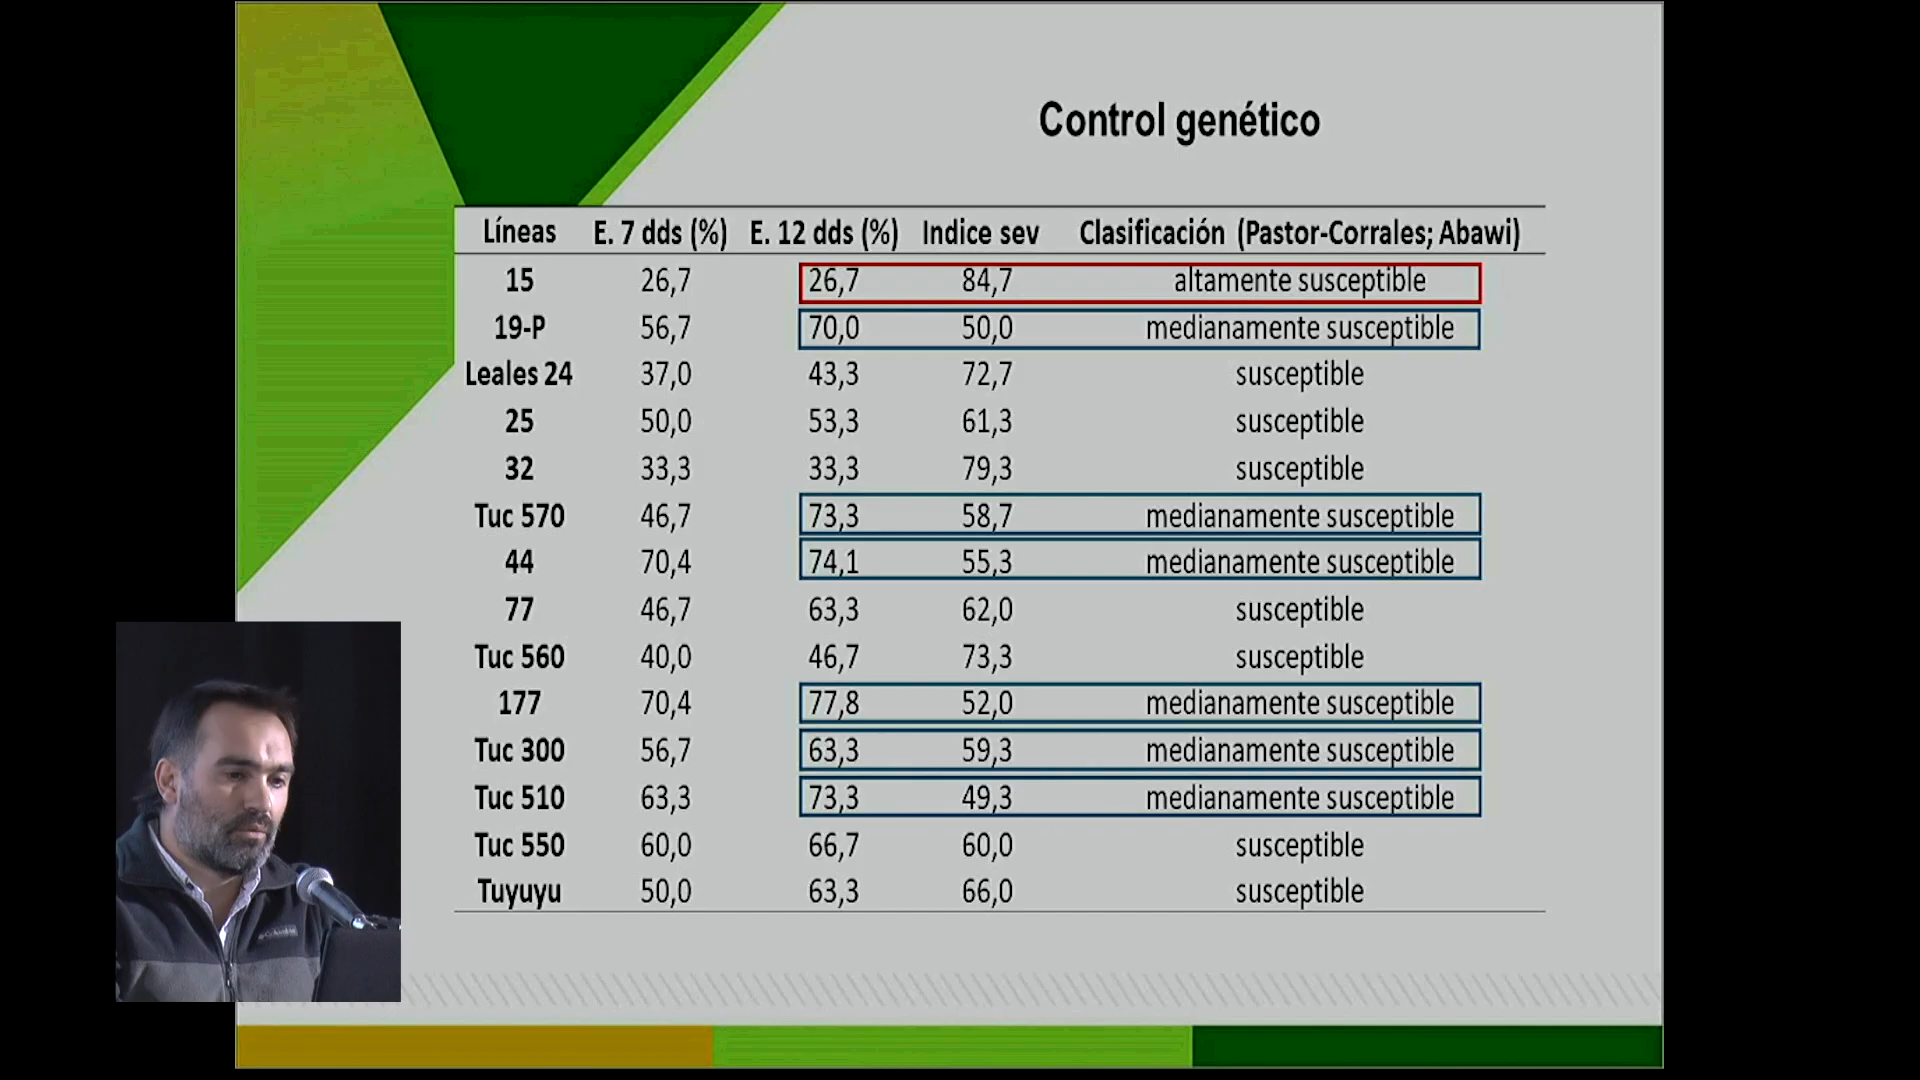 Control genético
Líneas E. 7 dds (%) E. 12 dds (%) Indice sev Clasificación (Pastor-Corrales; Abawi)
15 26,7 26,7 84,7 altamente susceptible
19-P 56,7 70,0 50,0 medianamente susceptible
Leales 24 37,0 43,3 72,7 susceptible
25 50,0 53,3 61,3 susceptible
32 33,3 33,3 79,3 susceptible
Tuc 570 46,7 73,3 58,7 medianamente susceptible
44 70,4 74,1 55,3 medianamente susceptible
77 46,7 63,3 62,0 susceptible
Tuc 560 40,0 46,7 73,3 susceptible
177 70,4 77,8 52,0 medianamente susceptible
Tuc 300 56,7 63,3 59,3 medianamente susceptible
Tuc 510 63,3 73,3 49,3 medianamente susceptible
Tuc 550 60,0 66,7 60,0 susceptible
Tuyuyu 50,0 63,3 66,0 susceptible